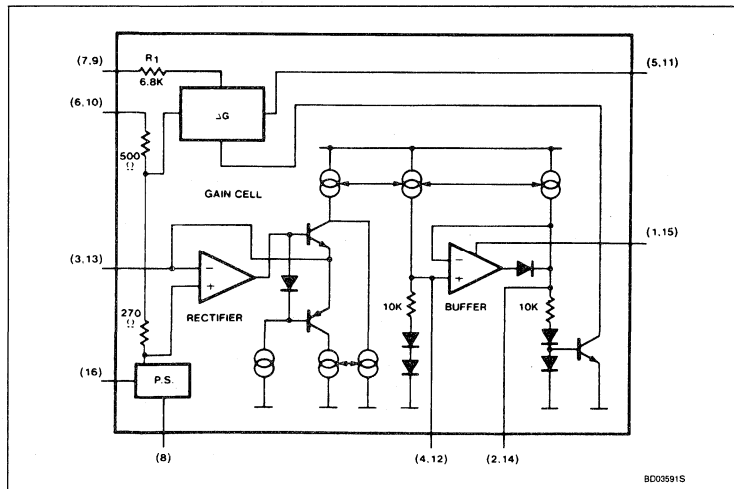 (7,9)
R1
6.8K
(5,11)
(6,10)
ΔG
500
Ω
GAIN CELL
(3,13)
(1,15)
10K
BUFFER
10K
RECTIFIER
270
Ω
(16)
P.S.
(8)
(4.12)
(2.14)
BD03591S